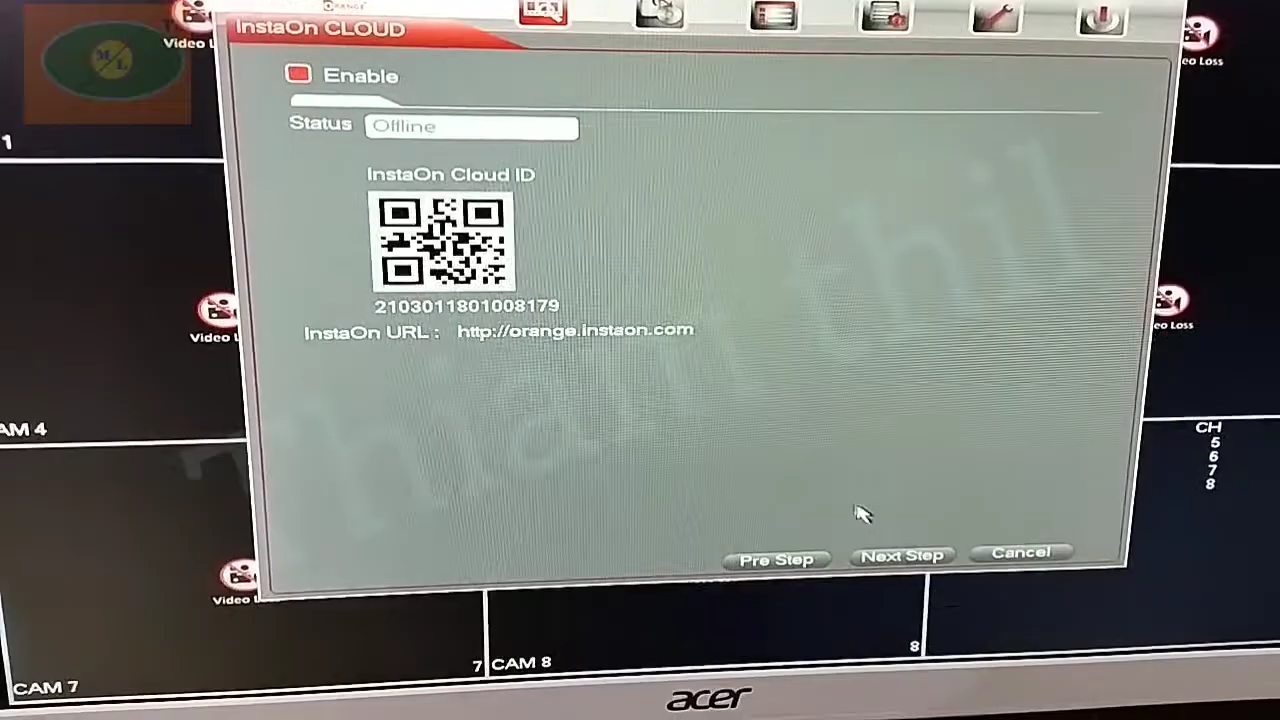 ORANGE
InstaOn CLOUD
Video L
eo Loss
Enable
1
Status Offline
InstaOn Cloud ID
2103011801008179
InstaOn URL : http://orange.instaon.com
Video L
eo Loss
AM 4
CH
5
6
7
8
Pre Step
Next Step
Cancel
Video L
CAM 7
7
CAM 8
8
acer
M
L